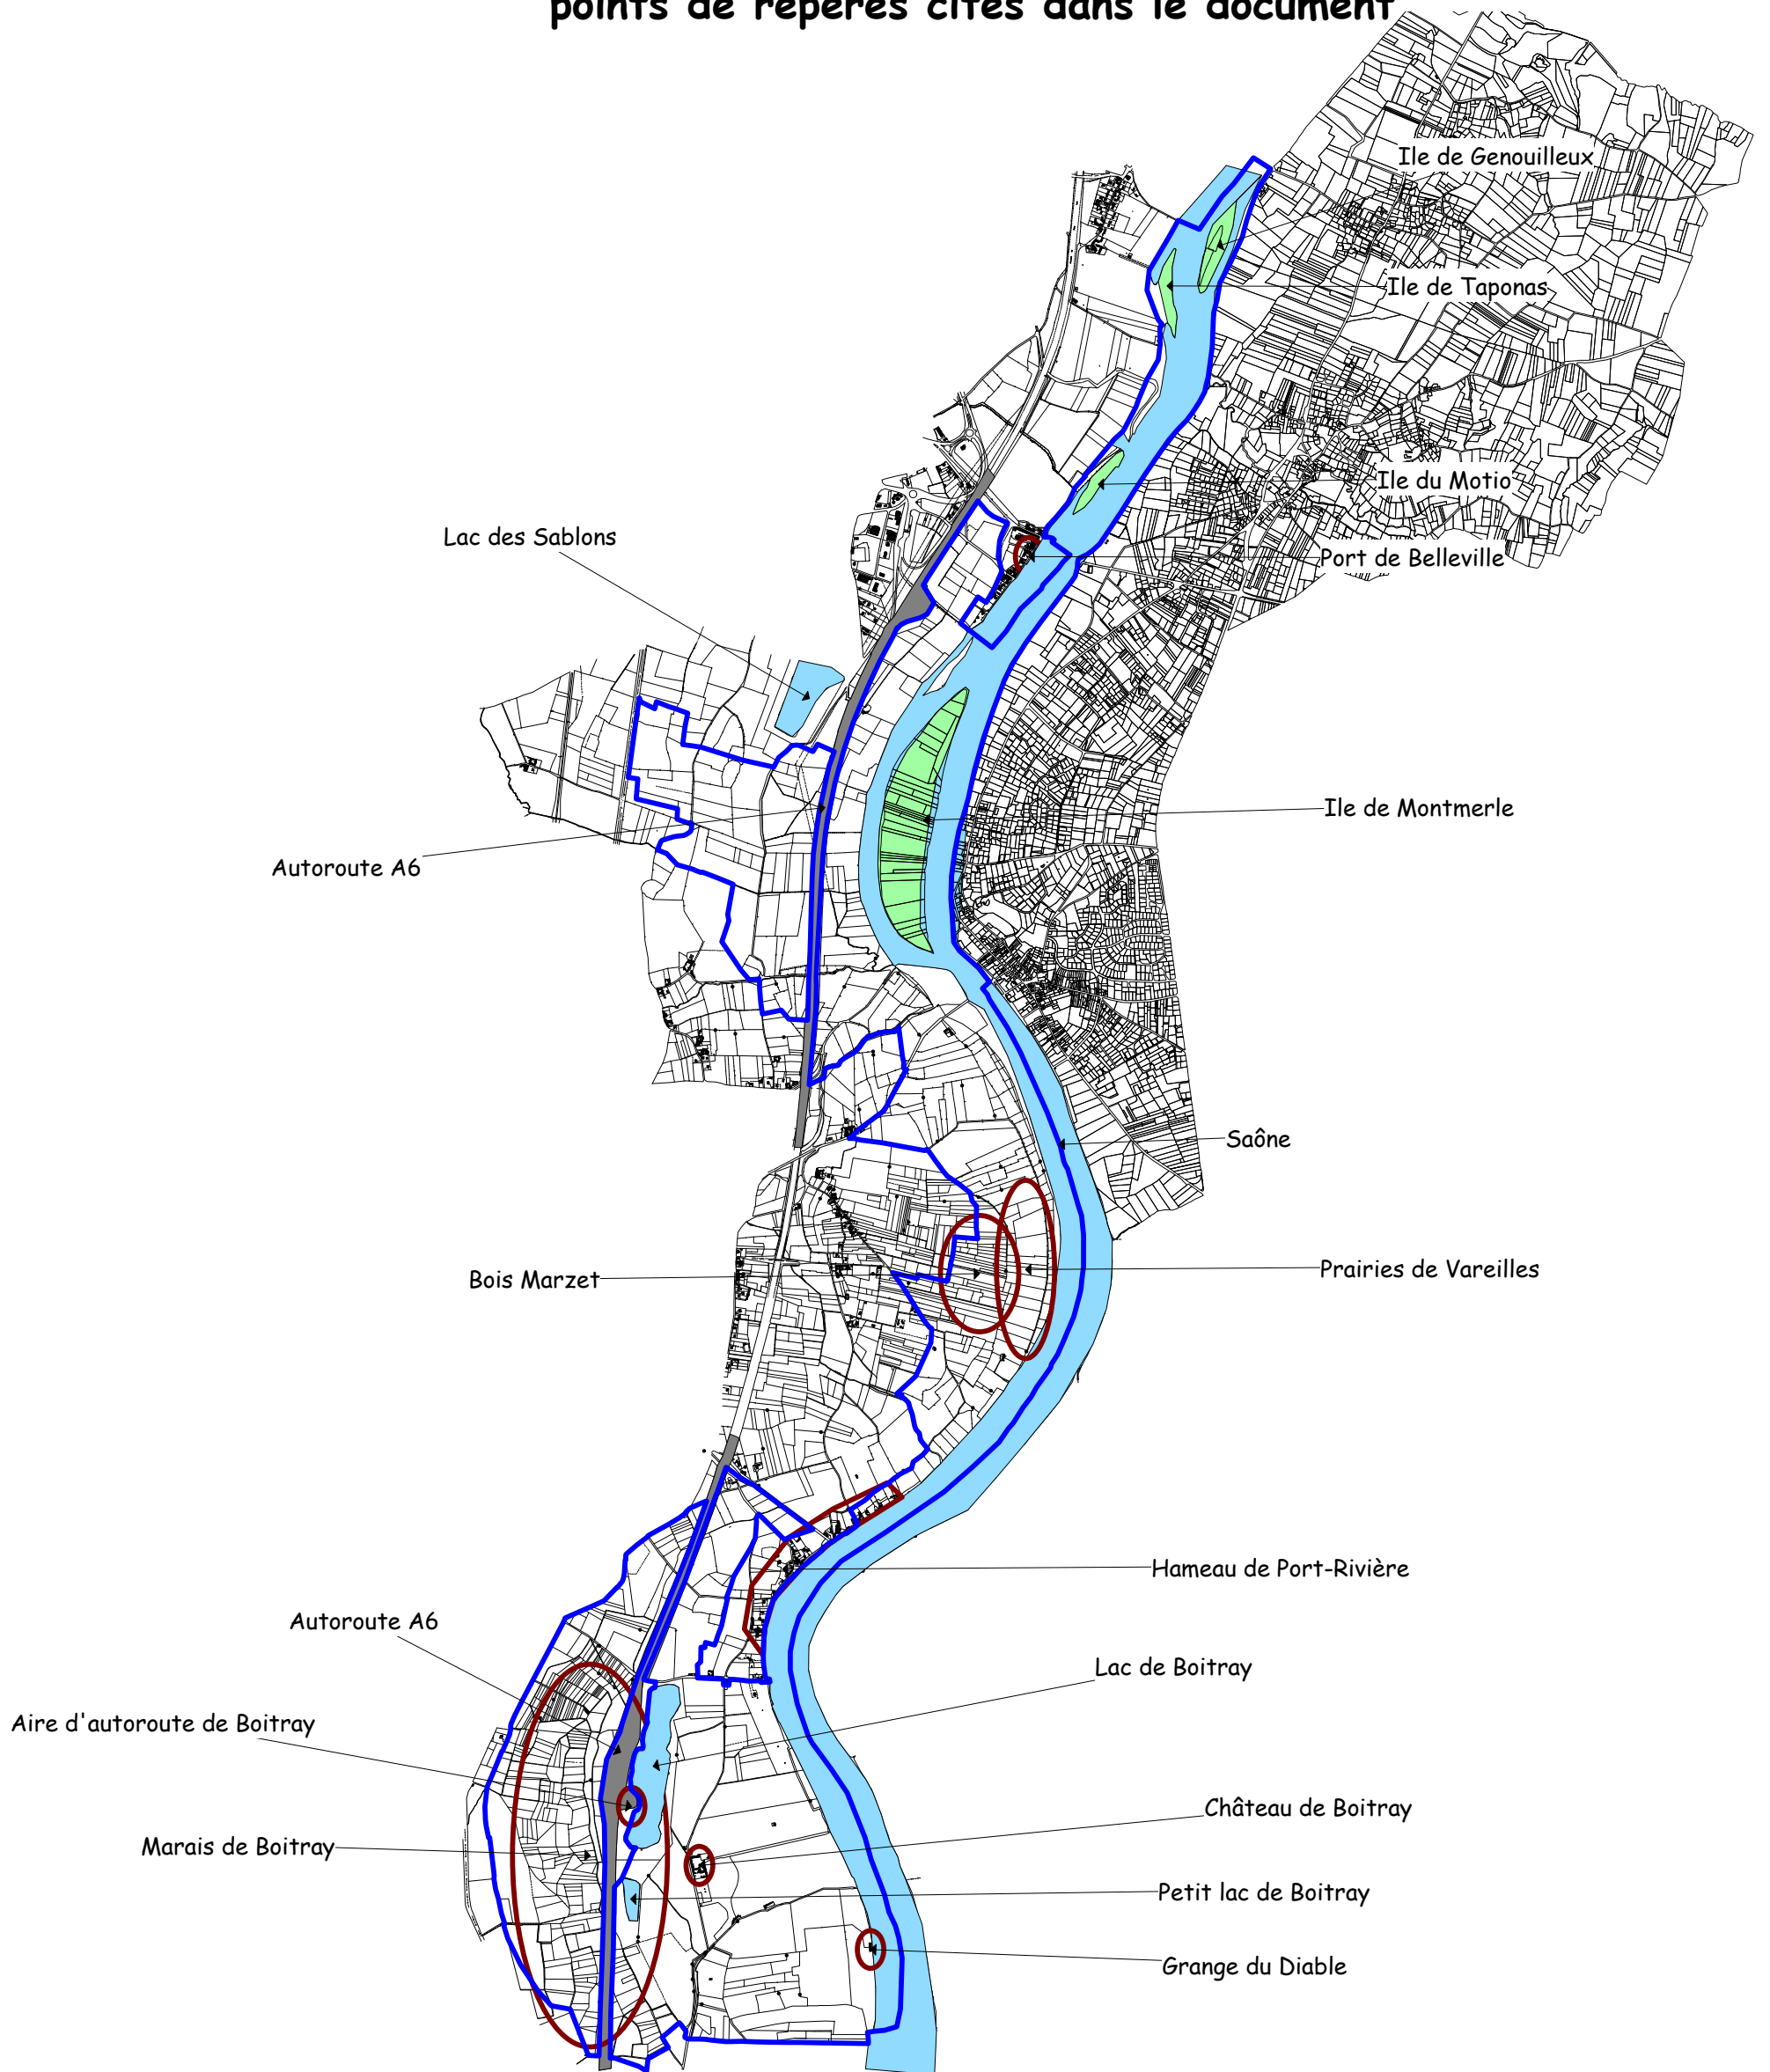 points de repères cités dans le document
Ile de Genouilleux
Ile de Taponas
Ile du Motio
Lac des Sablons
Port de Belleville
Ile de Montmerle
Autoroute A6
Saône
Prairies de Vareilles
Bois Marzet
Hameau de Port-Rivière
Autoroute A6
Lac de Boitray
Aire d'autoroute de Boitray
Château de Boitray
Marais de Boitray
Petit lac de Boitray
Grange du Diable